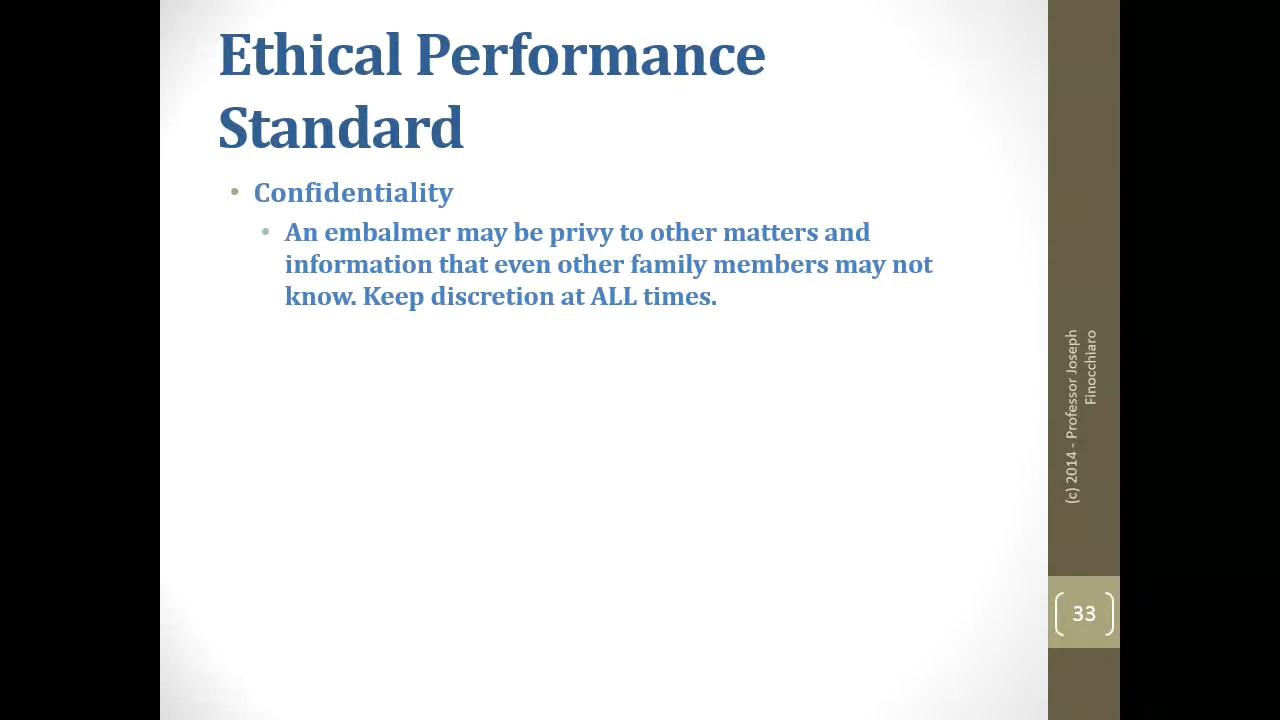 Ethical Performance
Standard
• Confidentiality
• An embalmer may be privy to other matters and
information that even other family members may not
know. Keep discretion at ALL times.
(c) 2014 - Professor Joseph
Finocchiaro
33